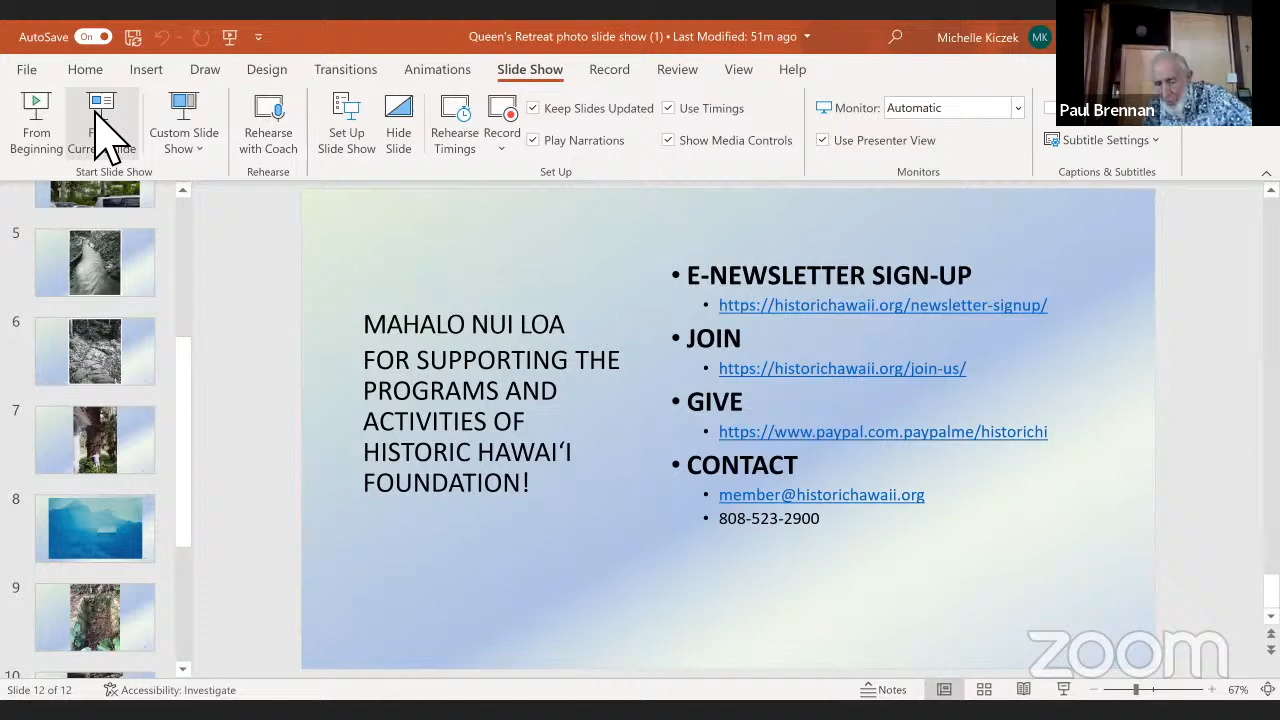 AutoSave On
Queen's Retreat photo slide show (1) • Last Modified: 51m ago
Michelle Kiczek MK
File Home Insert Draw Design Transitions Animations Slide Show Record Review View Help
From Beginning
Custom Slide Show
Start Slide Show
Rehearse with Coach
Rehearse
Set Up Slide Show
Hide Slide
Rehearse Timings
Record
Keep Slides Updated
Play Narrations
Use Timings
Show Media Controls
Set Up
Monitor: Automatic
Use Presenter View
Monitors
Subtitle Settings
Captions & Subtitles
Paul Brennan
5
6
7
8
9
10
MAHALO NUI LOA
FOR SUPPORTING THE
PROGRAMS AND
ACTIVITIES OF
HISTORIC HAWAIʻI
FOUNDATION!
• E-NEWSLETTER SIGN-UP
• https://historichawaii.org/newsletter-signup/
• JOIN
• https://historichawaii.org/join-us/
• GIVE
• https://www.paypal.com.paypalme/historichi
• CONTACT
• member@historichawaii.org
• 808-523-2900
zoom
Slide 12 of 12
Accessibility: Investigate
Notes
67%